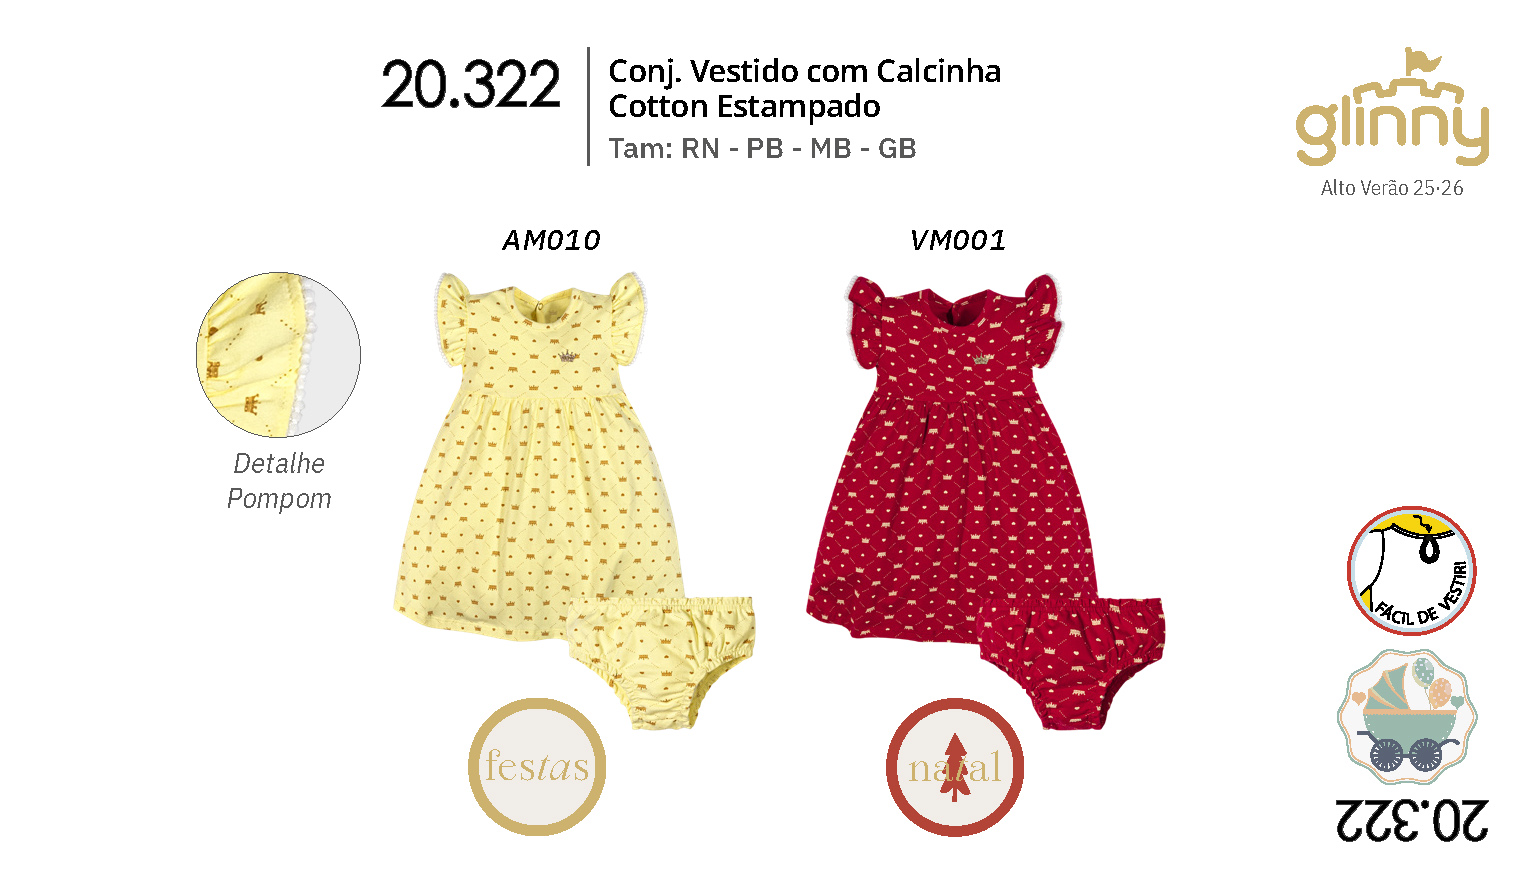 20.322
Conj. Vestido com Calcinha
Cotton Estampado
Tam: RN - PB - MB - GB
glinny
Alto Verão 25·26
AM010
VM001
Detalhe
Pompom
FÁCIL DE VESTIR!
festas
natal
20.322